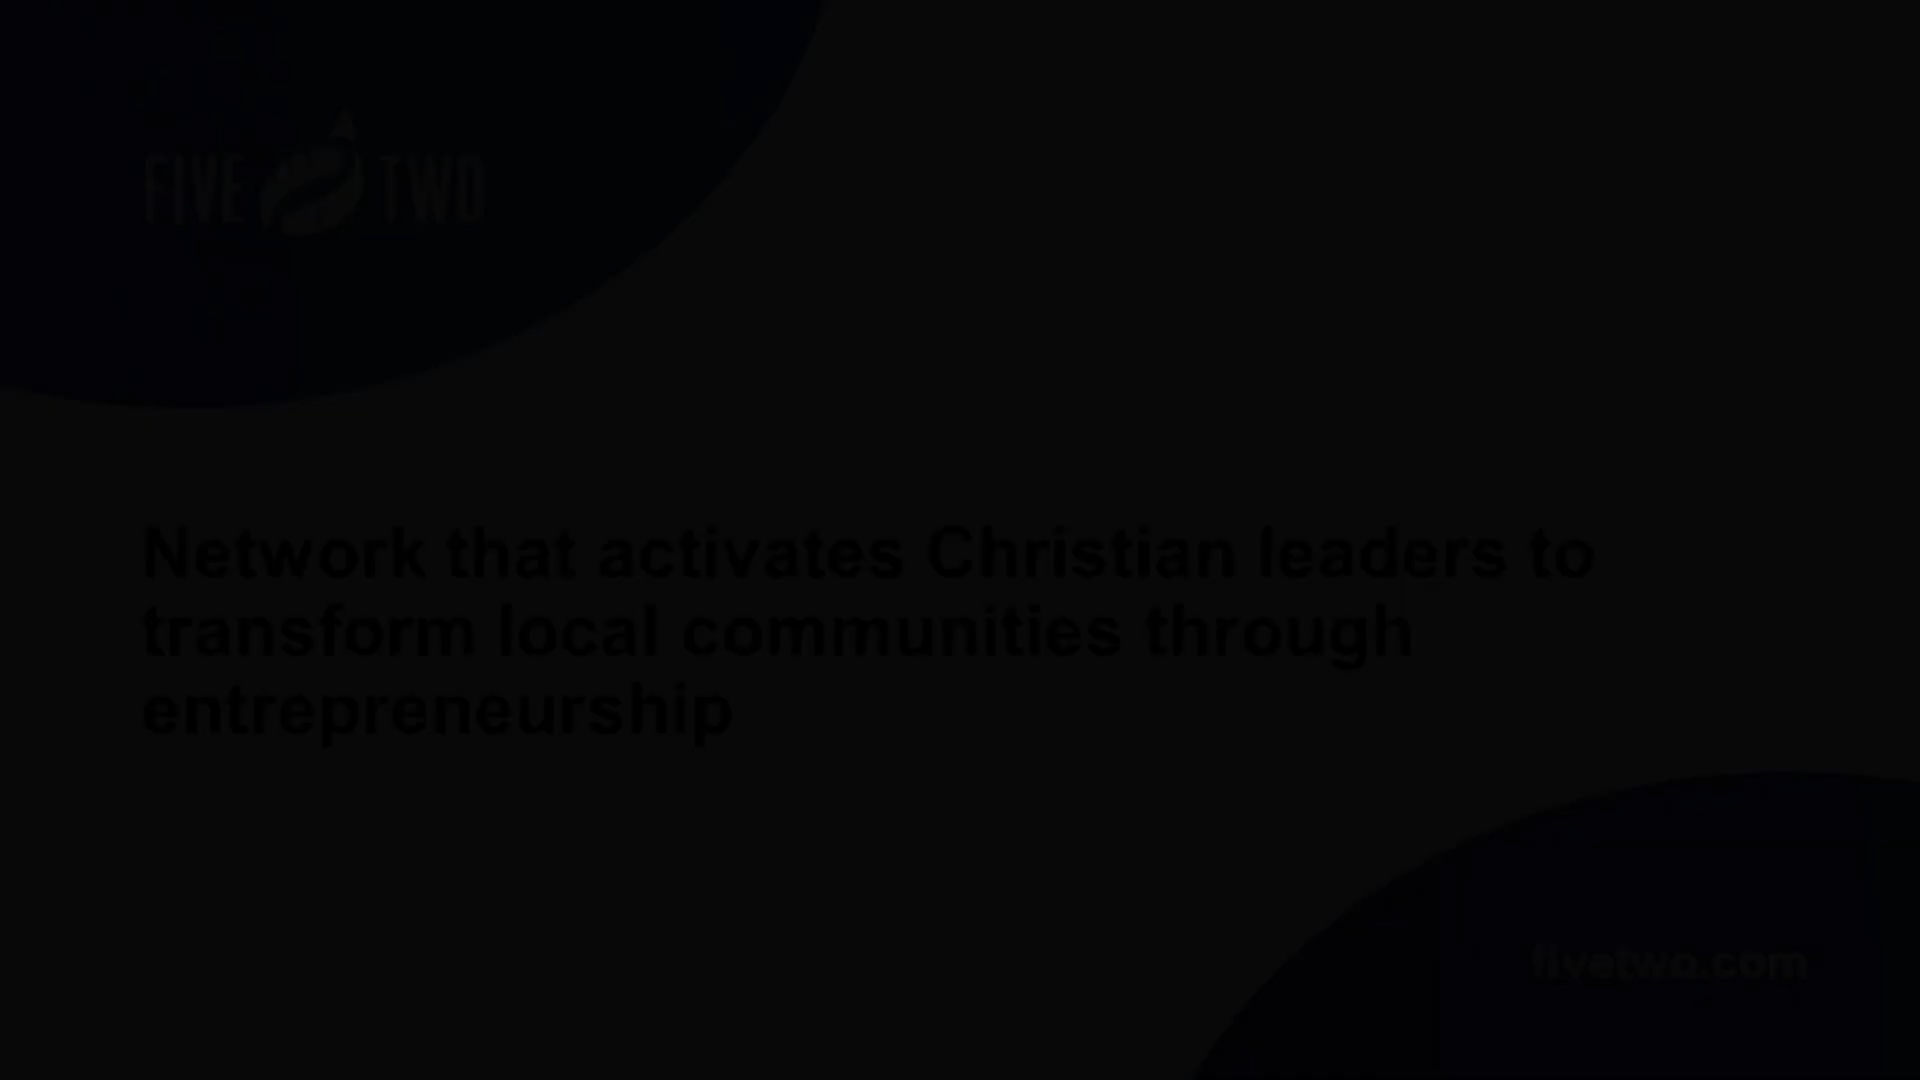 FIVE TWO
Network that activates Christian leaders to
transform local communities through
entrepreneurship
fivetwo.com